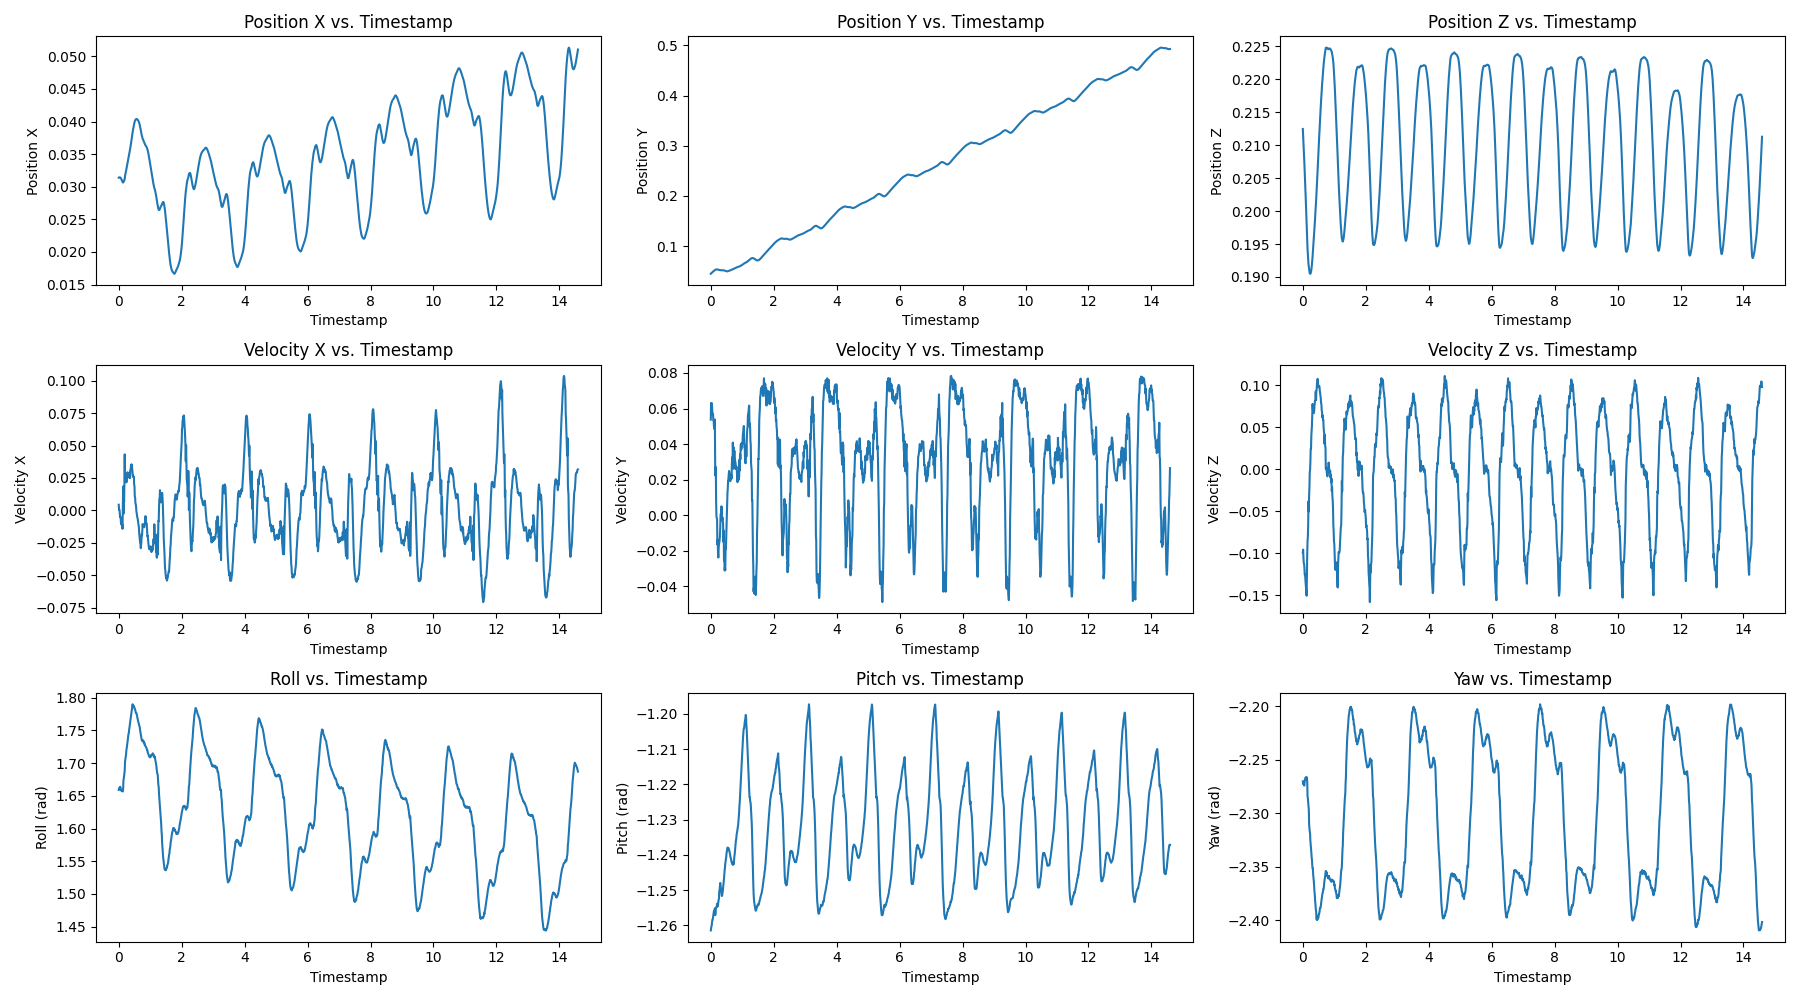 Position X vs. Timestamp
Position X
0.050
0.045
0.040
0.035
0.030
0.025
0.020
0.015
0 2 4 6 8 10 12 14
Timestamp
Position Y vs. Timestamp
Position Y
0.5
0.4
0.3
0.2
0.1
0 2 4 6 8 10 12 14
Timestamp
Position Z vs. Timestamp
Position Z
0.225
0.220
0.215
0.210
0.205
0.200
0.195
0.190
0 2 4 6 8 10 12 14
Timestamp
Velocity X vs. Timestamp
Velocity X
0.100
0.075
0.050
0.025
0.000
−0.025
−0.050
−0.075
0 2 4 6 8 10 12 14
Timestamp
Velocity Y vs. Timestamp
Velocity Y
0.08
0.06
0.04
0.02
0.00
−0.02
−0.04
0 2 4 6 8 10 12 14
Timestamp
Velocity Z vs. Timestamp
Velocity Z
0.10
0.05
0.00
−0.05
−0.10
−0.15
0 2 4 6 8 10 12 14
Timestamp
Roll vs. Timestamp
Roll (rad)
1.80
1.75
1.70
1.65
1.60
1.55
1.50
1.45
0 2 4 6 8 10 12 14
Timestamp
Pitch vs. Timestamp
Pitch (rad)
−1.20
−1.21
−1.22
−1.23
−1.24
−1.25
−1.26
0 2 4 6 8 10 12 14
Timestamp
Yaw vs. Timestamp
Yaw (rad)
−2.20
−2.25
−2.30
−2.35
−2.40
0 2 4 6 8 10 12 14
Timestamp